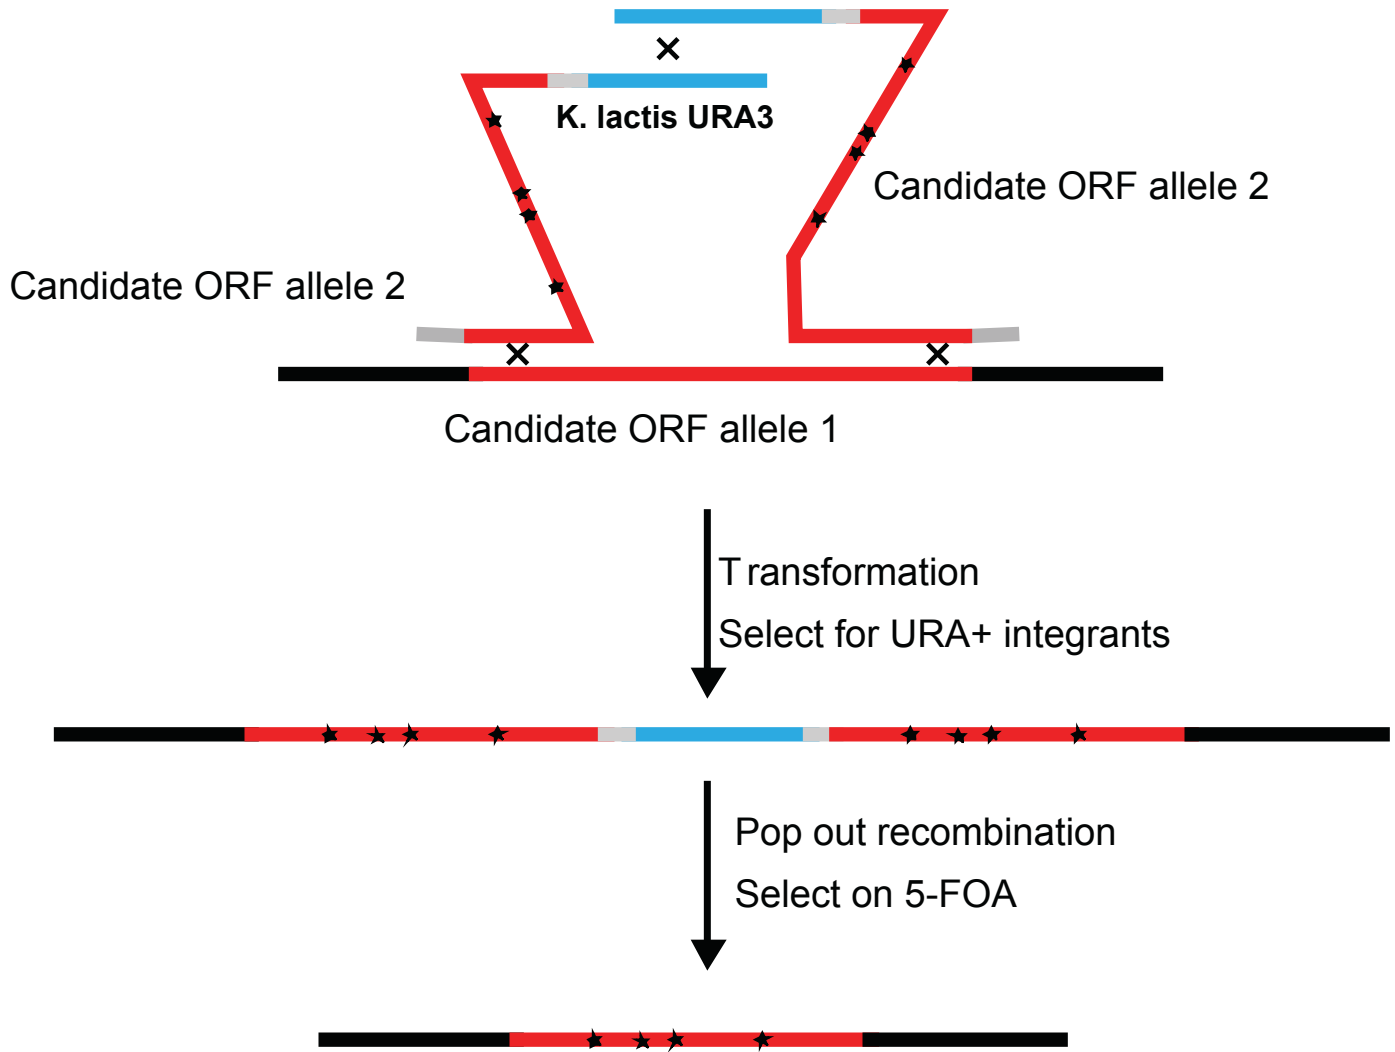 K. lactis URA3
Candidate ORF allele 2
Candidate ORF allele 2
Candidate ORF allele 1
Transformation
Select for URA+ integrants
Pop out recombination
Select on 5-FOA